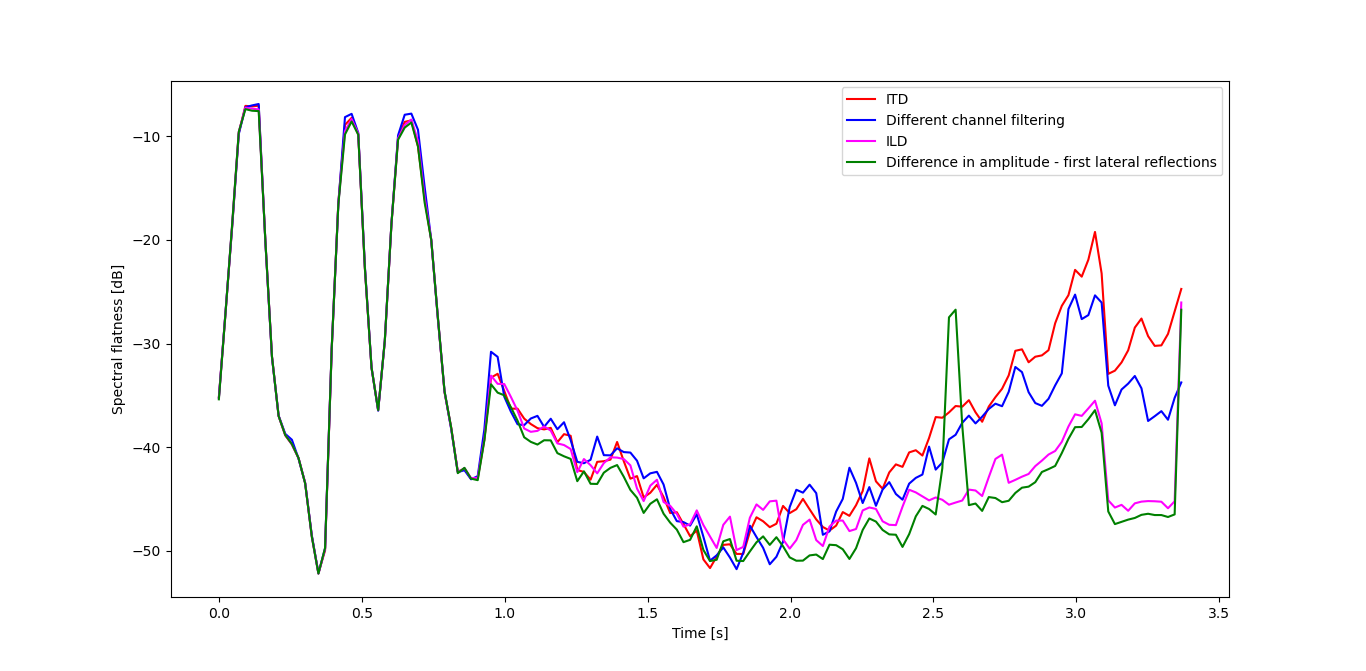 ITD
Different channel filtering
ILD
Difference in amplitude - first lateral reflections
−10
−20
−30
−40
−50
Spectral flatness [dB]
0.0 0.5 1.0 1.5 2.0 2.5 3.0 3.5
Time [s]